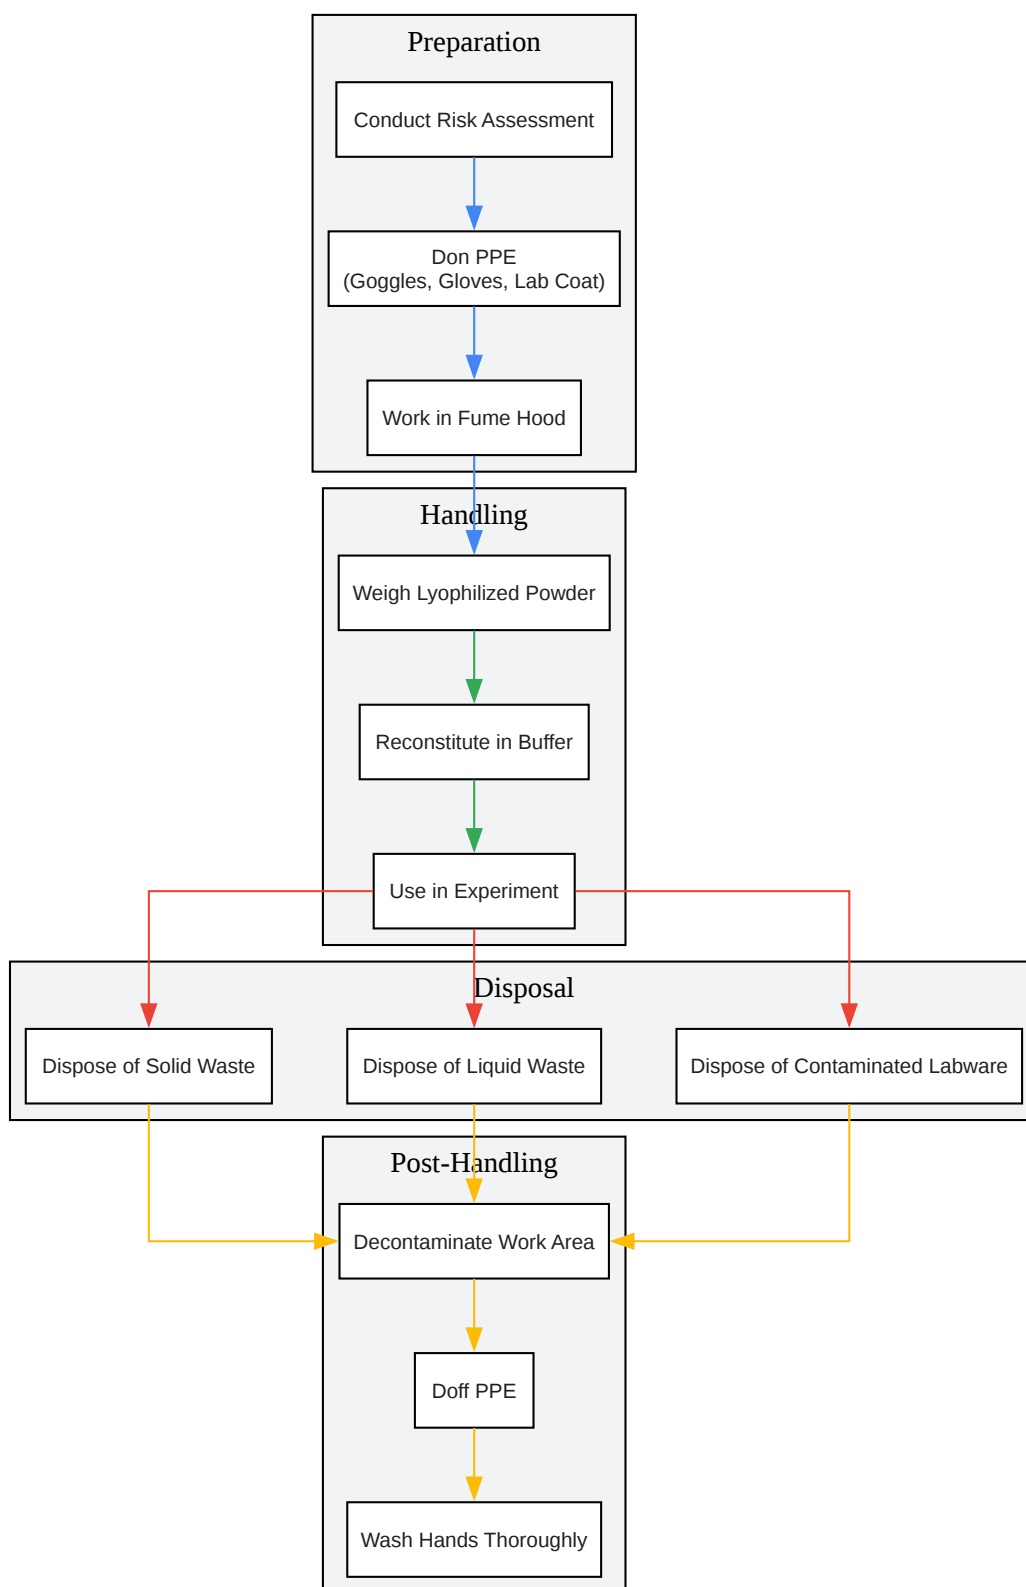 Preparation
Conduct Risk Assessment
Don PPE
(Goggles, Gloves, Lab Coat)
Work in Fume Hood
Handling
Weigh Lyophilized Powder
Reconstitute in Buffer
Use in Experiment
Disposal
Dispose of Solid Waste
Dispose of Liquid Waste
Dispose of Contaminated Labware
Post-Handling
Decontaminate Work Area
Doff PPE
Wash Hands Thoroughly